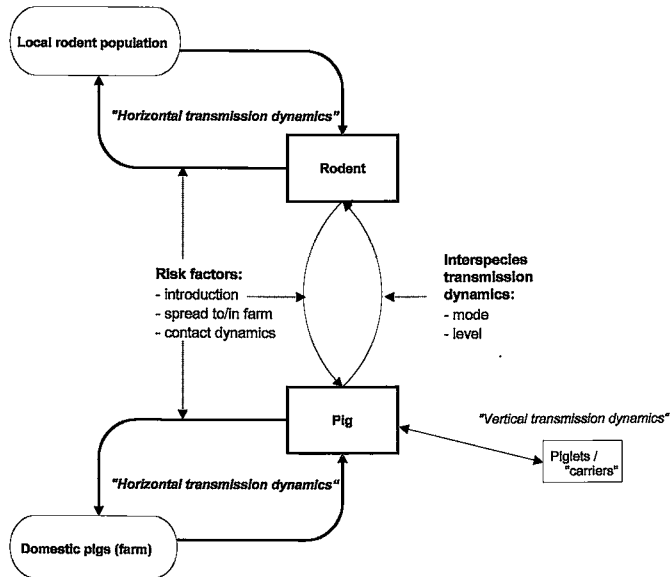 Local rodent population
"Horizontal transmission dynamics"
Rodent
Risk factors:
- introduction
- spread to/in farm
- contact dynamics
Interspecies
transmission
dynamics:
- mode
- level
Pig
"Vertical transmission dynamics"
Piglets /
"carriers"
"Horizontal transmission dynamics"
Domestic pigs (farm)